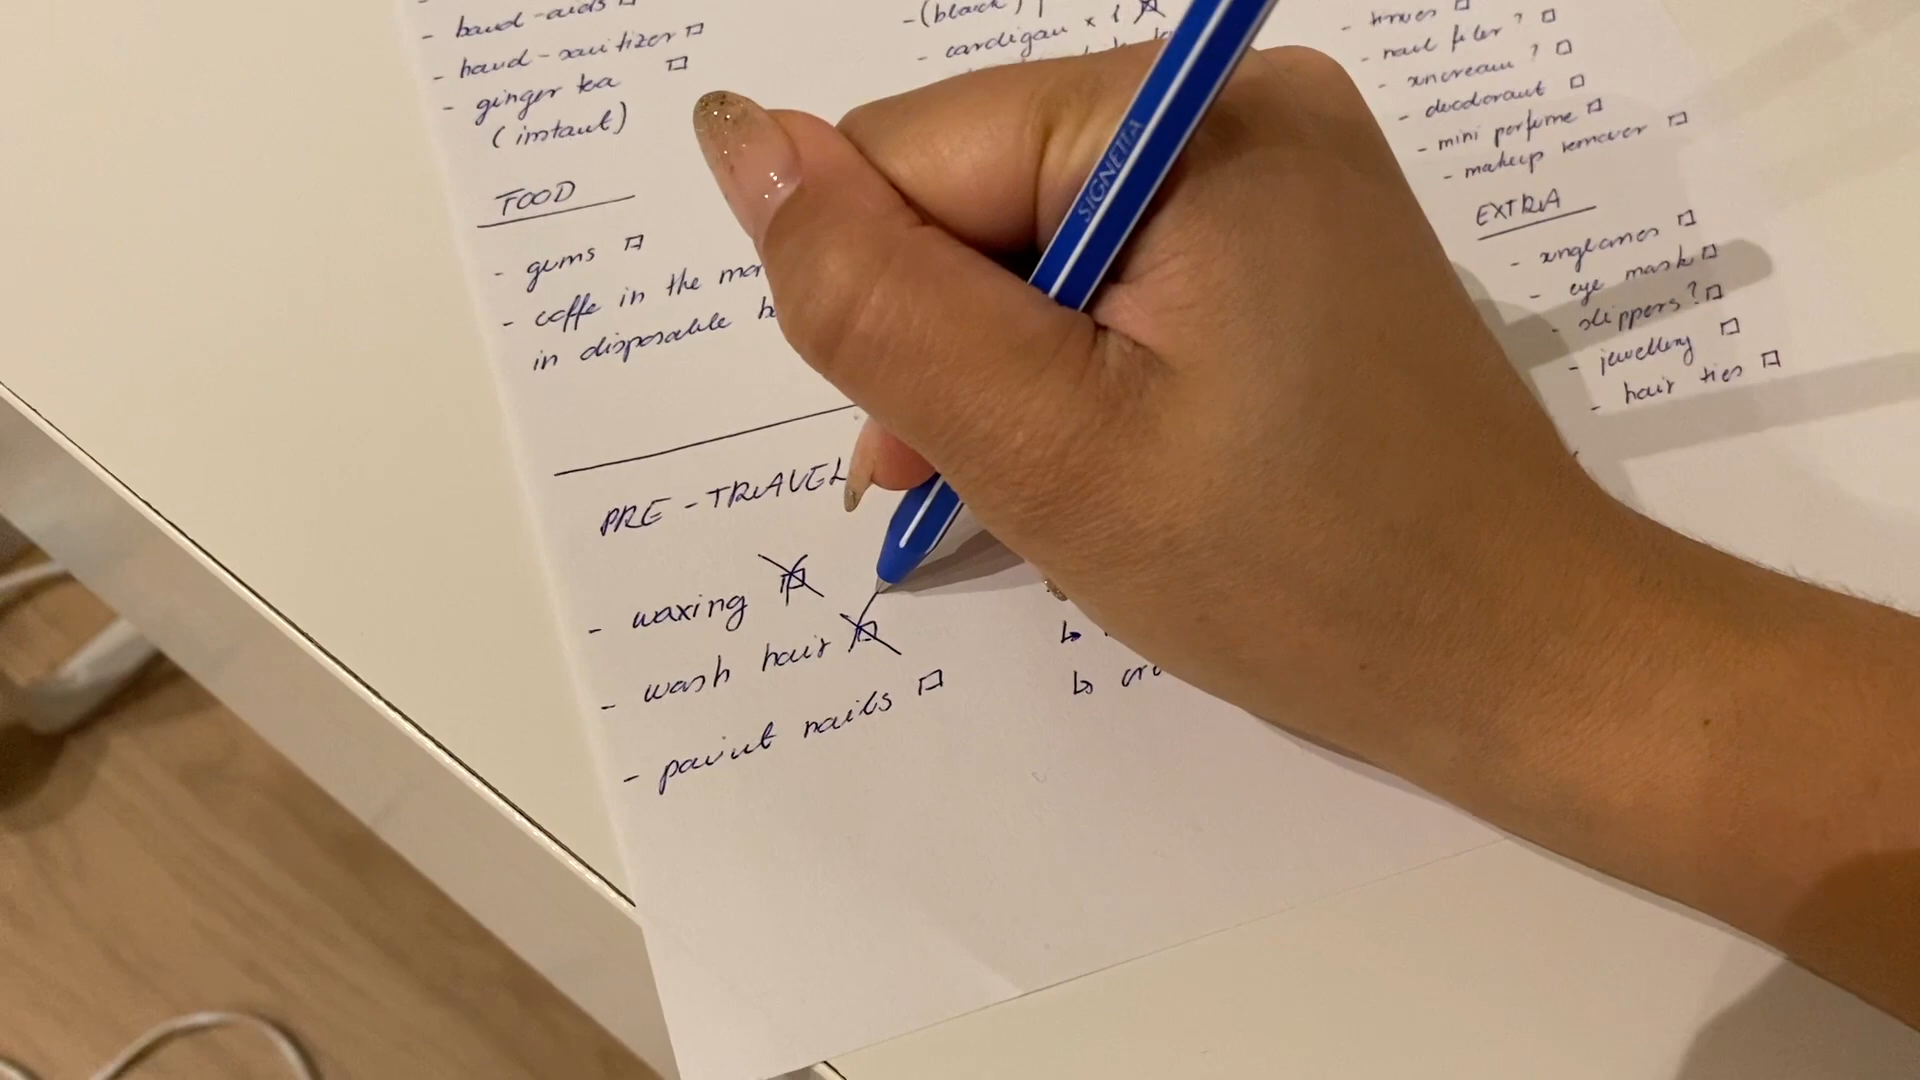 - band-aids
- hand-sanitizer
- ginger tea
(instant)
FOOD
- gums
- coffe in the
in disposable
PRE-TRAVEL
- waxing
- wash hair
- paint nails
- (black)
- cardigan x 1
SIGNETTA
- nail filer ?
- suncream ?
- deodorant
- mini perfume
- makeup remover
EXTRA
- sunglasses
- eye mask
- slippers?
- jewellery
- hair ties